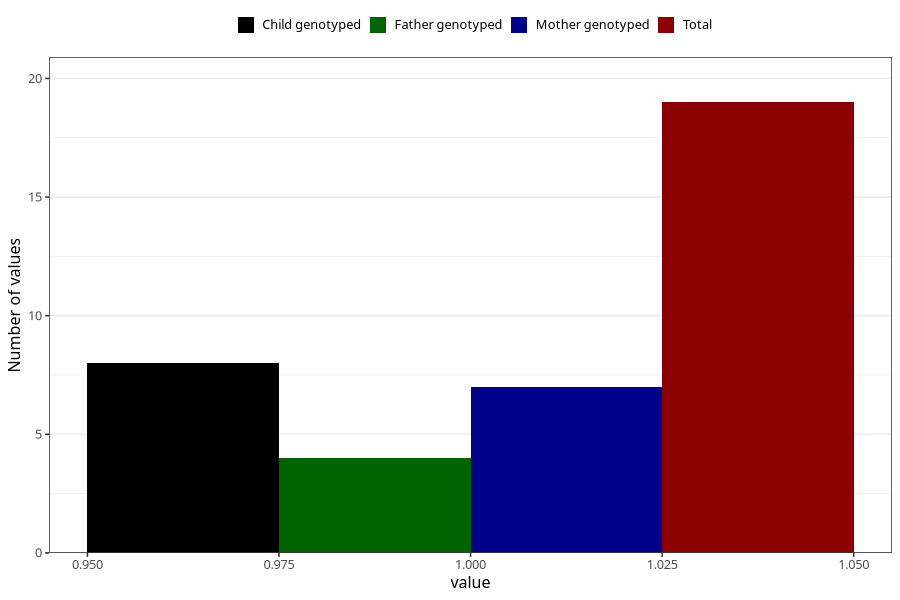 Child genotyped Father genotyped Mother genotyped Total
20
15
10
5
0
Number of values
0.950 0.975 1.000 1.025 1.050
value